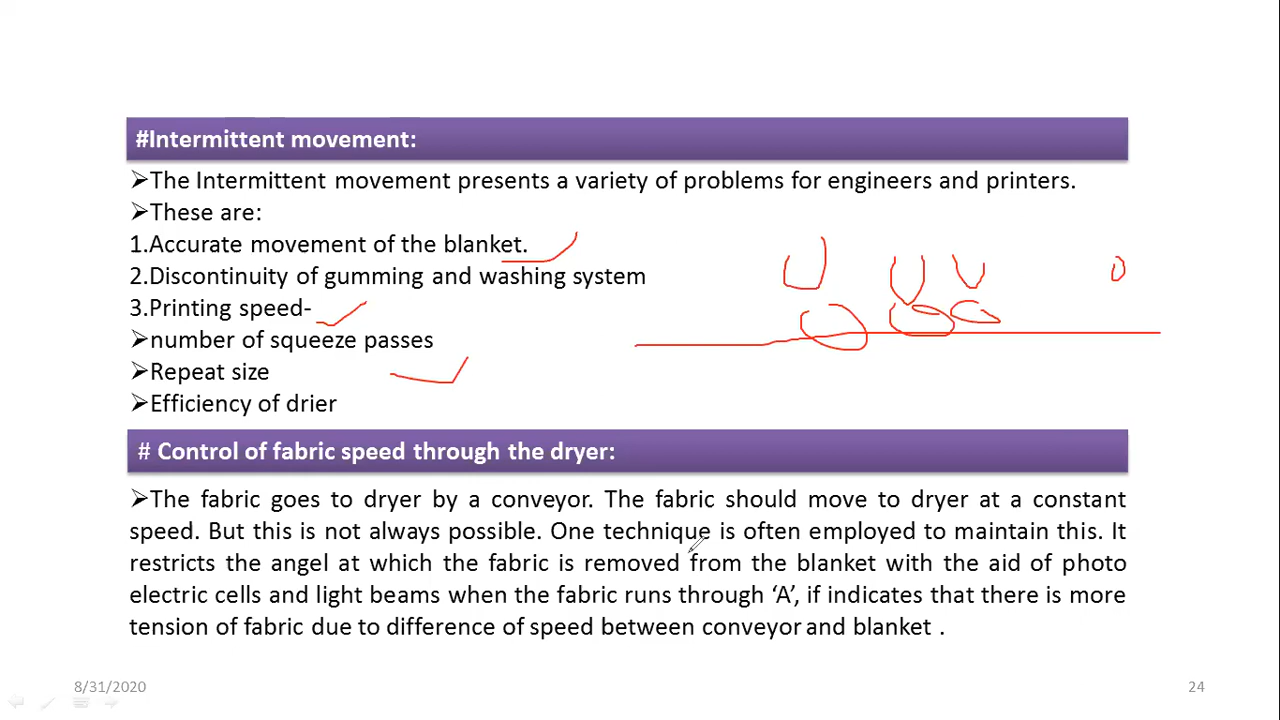 #Intermittent movement:
➢The Intermittent movement presents a variety of problems for engineers and printers.
➢These are:
1.Accurate movement of the blanket.
2.Discontinuity of gumming and washing system
3.Printing speed-
➢number of squeeze passes
➢Repeat size
➢Efficiency of drier
# Control of fabric speed through the dryer:
➢The fabric goes to dryer by a conveyor. The fabric should move to dryer at a constant
speed. But this is not always possible. One technique is often employed to maintain this. It
restricts the angel at which the fabric is removed from the blanket with the aid of photo
electric cells and light beams when the fabric runs through ‘A’, if indicates that there is more
tension of fabric due to difference of speed between conveyor and blanket .
8/31/2020
24